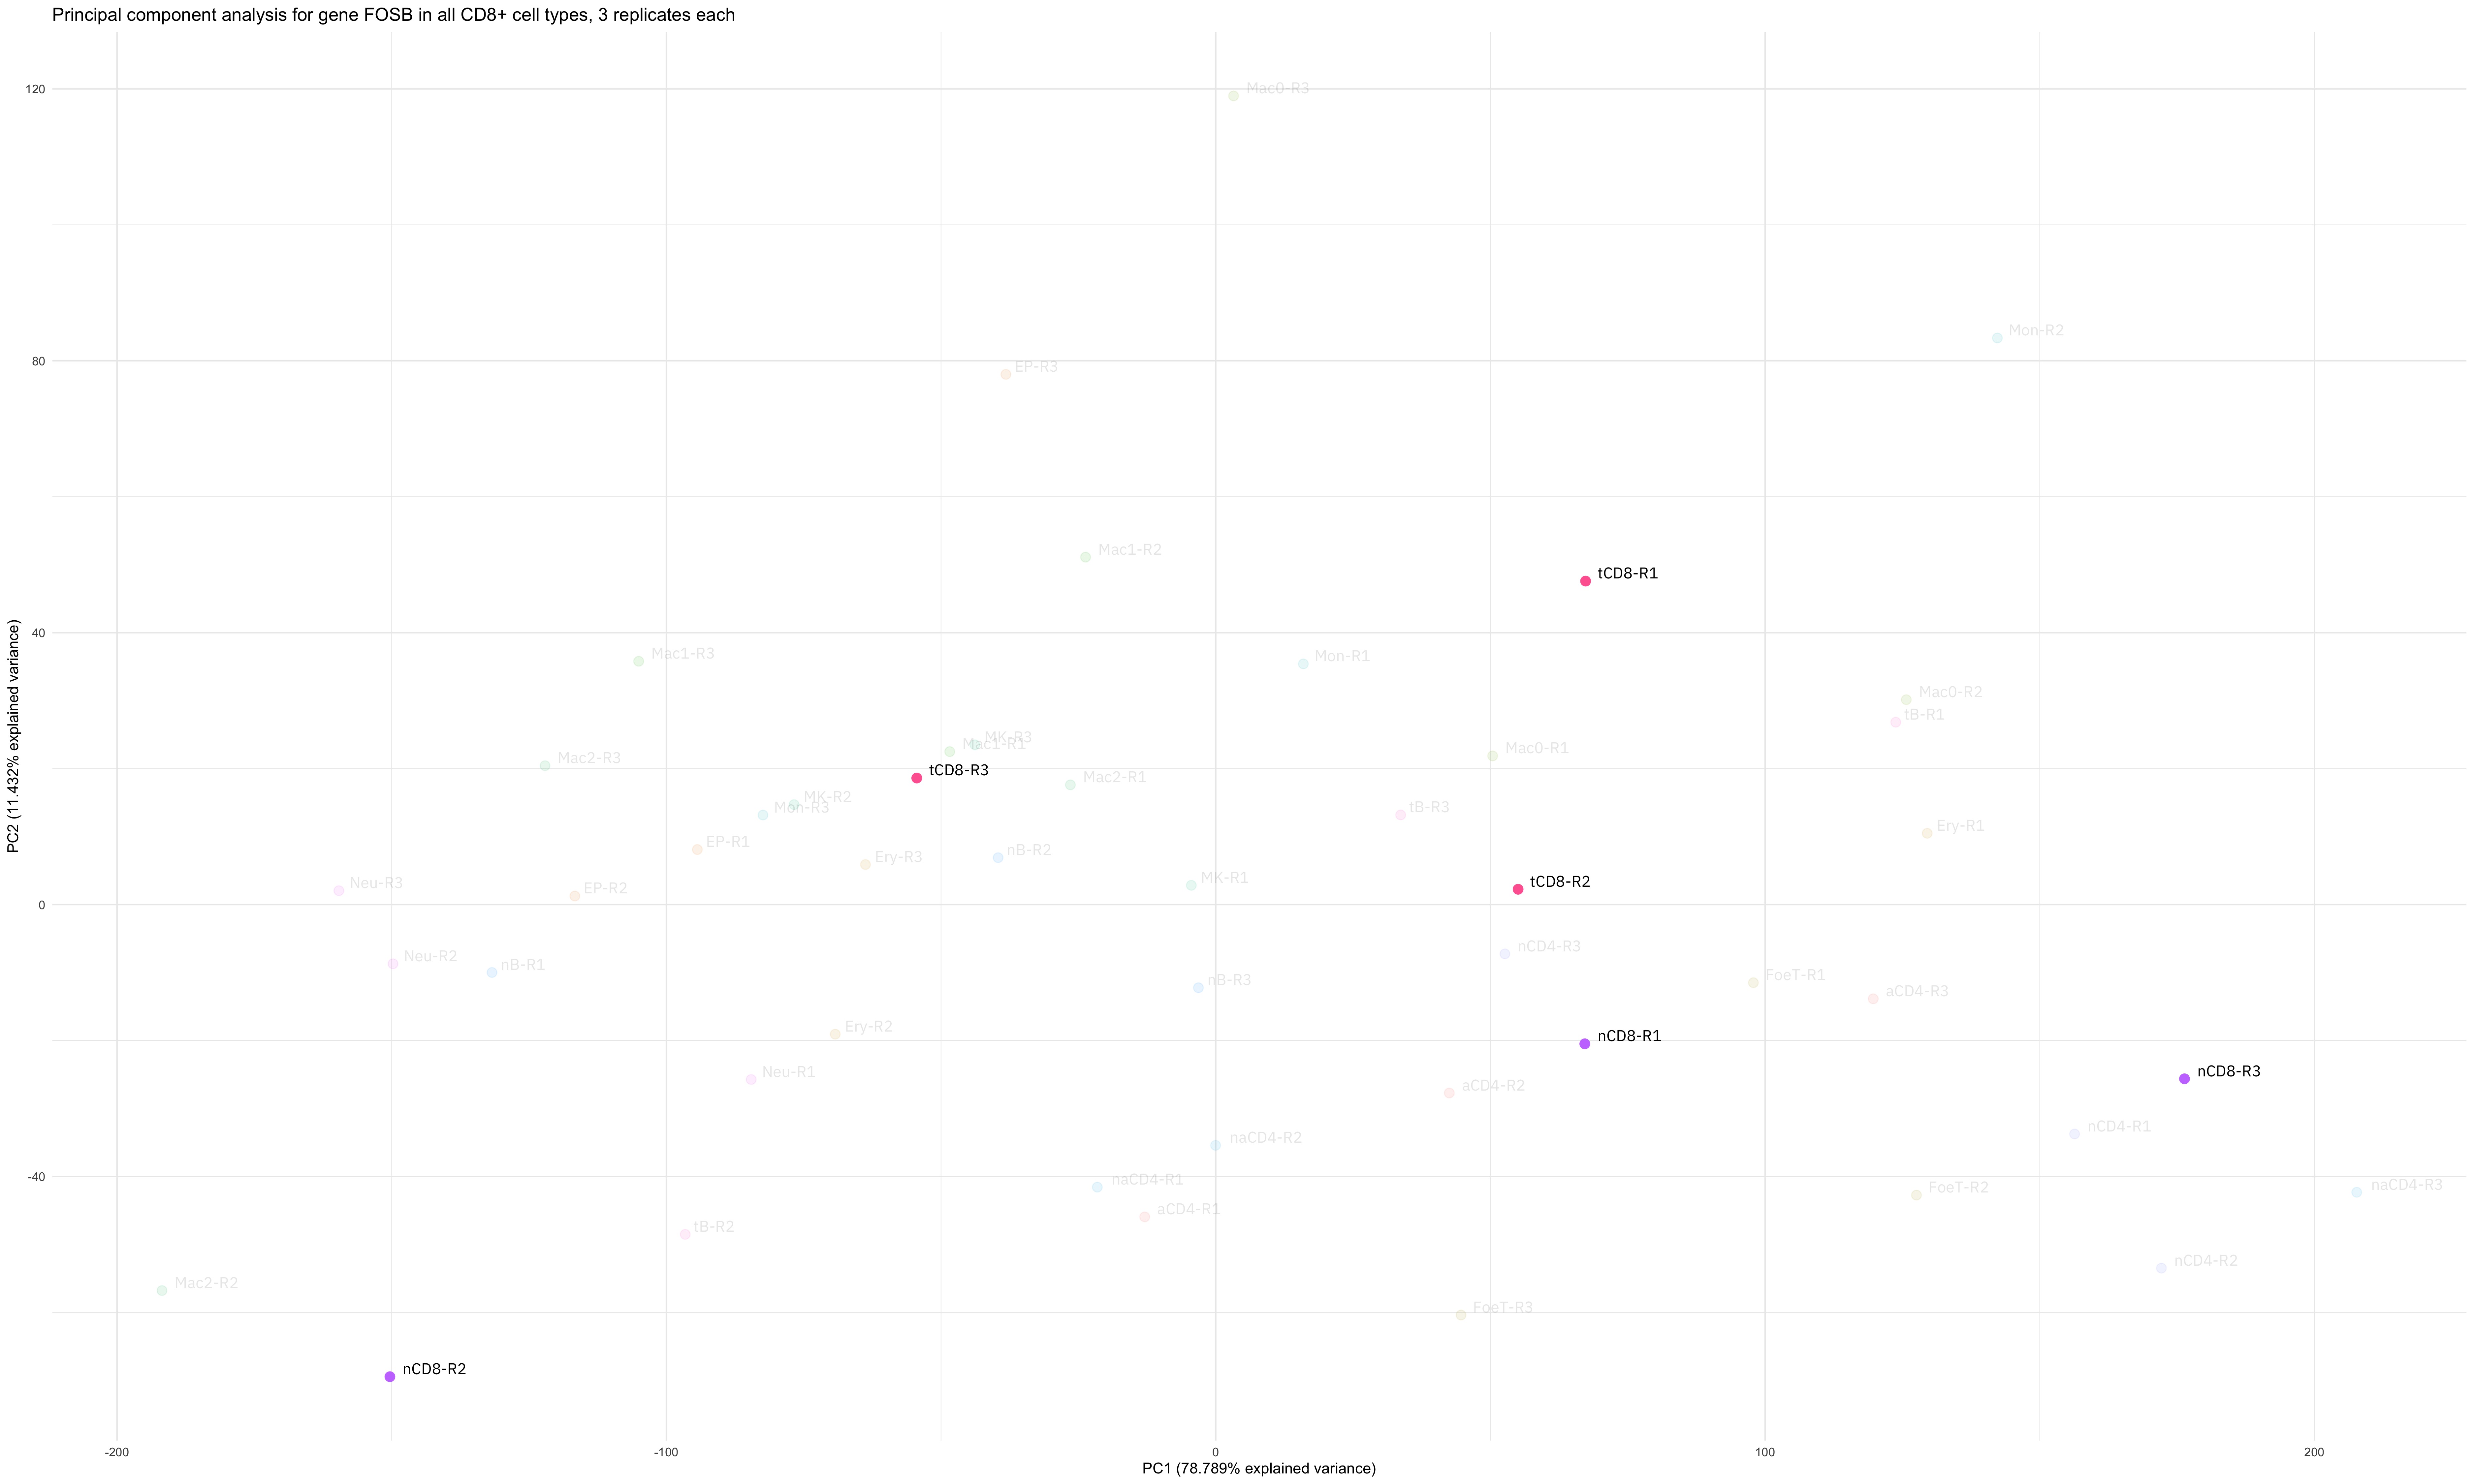 Principal component analysis for gene FOSB in all CD8+ cell types, 3 replicates each
120
80
40
0
-40
PC2 (11.432% explained variance)
Mac0-R3
Mon-R2
EP-R3
Mac1-R2
tCD8-R1
Mac1-R3
Mon-R1
Mac0-R2
tB-R1
MK-R3
Mac1-R1
Mac0-R1
Mac2-R3
tCD8-R3
Mac2-R1
MK-R2
Mon-R3
tB-R3
EP-R1
Ery-R1
Ery-R3
nB-R2
Neu-R3
EP-R2
MK-R1
tCD8-R2
Neu-R2
nB-R1
nCD4-R3
nB-R3
FoeT-R1
aCD4-R3
Ery-R2
nCD8-R1
Neu-R1
aCD4-R2
nCD8-R3
naCD4-R2
nCD4-R1
naCD4-R1
FoeT-R2
naCD4-R3
aCD4-R1
tB-R2
nCD4-R2
Mac2-R2
FoeT-R3
nCD8-R2
-200
-100
0
100
200
PC1 (78.789% explained variance)